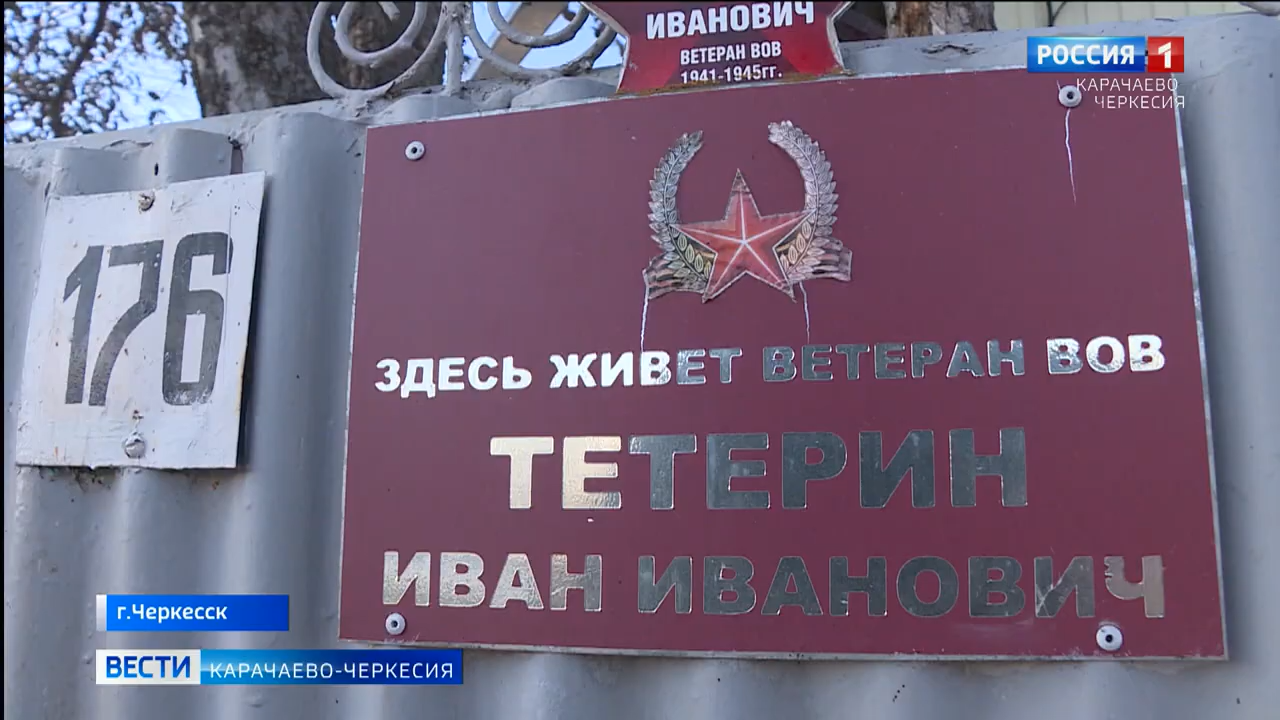 ИВАНОВИЧ
ВЕТЕРАН ВОВ
1941-1945гг.
РОССИЯ 1
КАРАЧАЕВО
ЧЕРКЕСИЯ
176
ЗДЕСЬ ЖИВЕТ ВЕТЕРАН ВОВ
ТЕТЕРИН
ИВАН ИВАНОВИЧ
г.Черкесск
ВЕСТИ КАРАЧАЕВО-ЧЕРКЕСИЯ